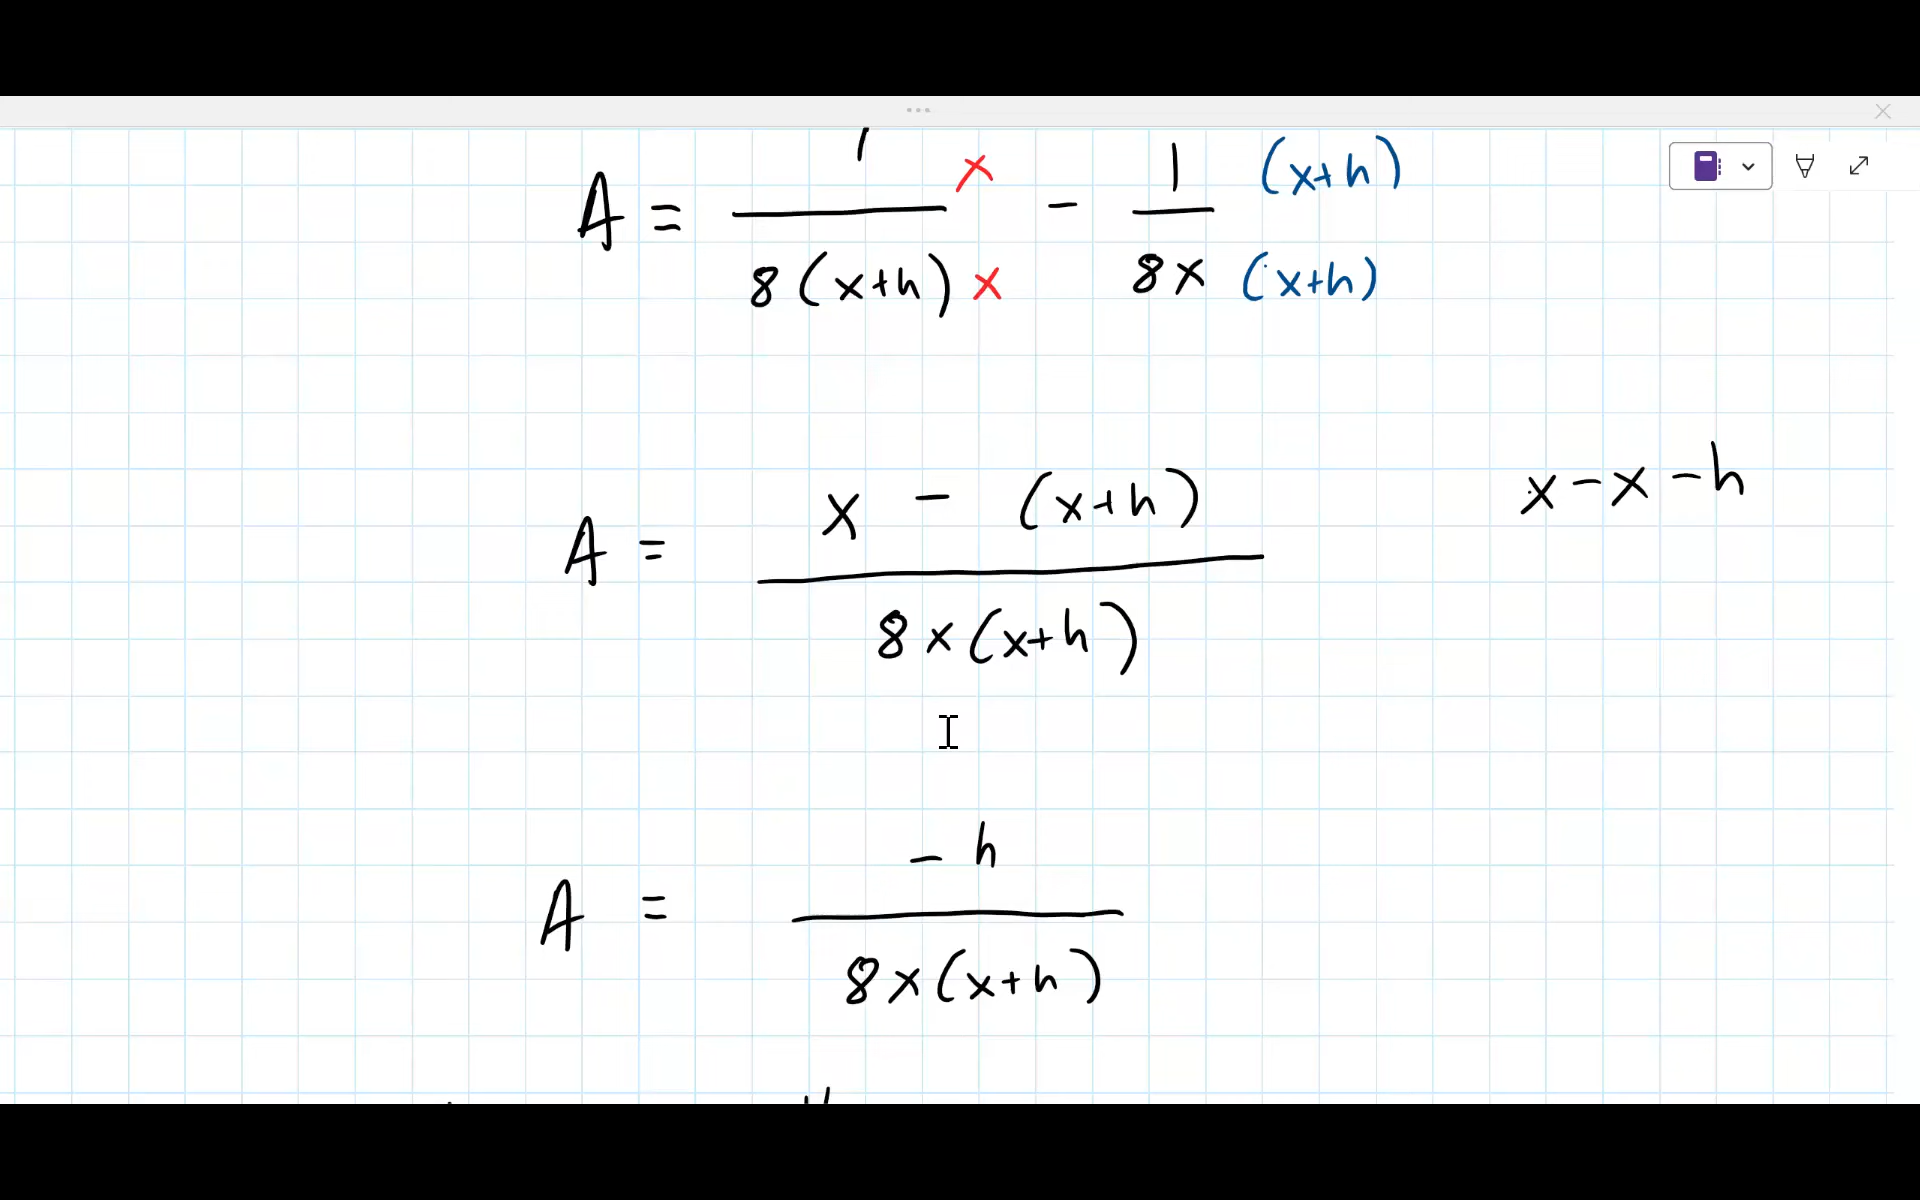 A = 1 x / 8 (x+h) x - 1 (x+h) / 8x (x+h)
A = x - (x+h) / 8x(x+h)
x - x - h
A = - h / 8x(x+h)